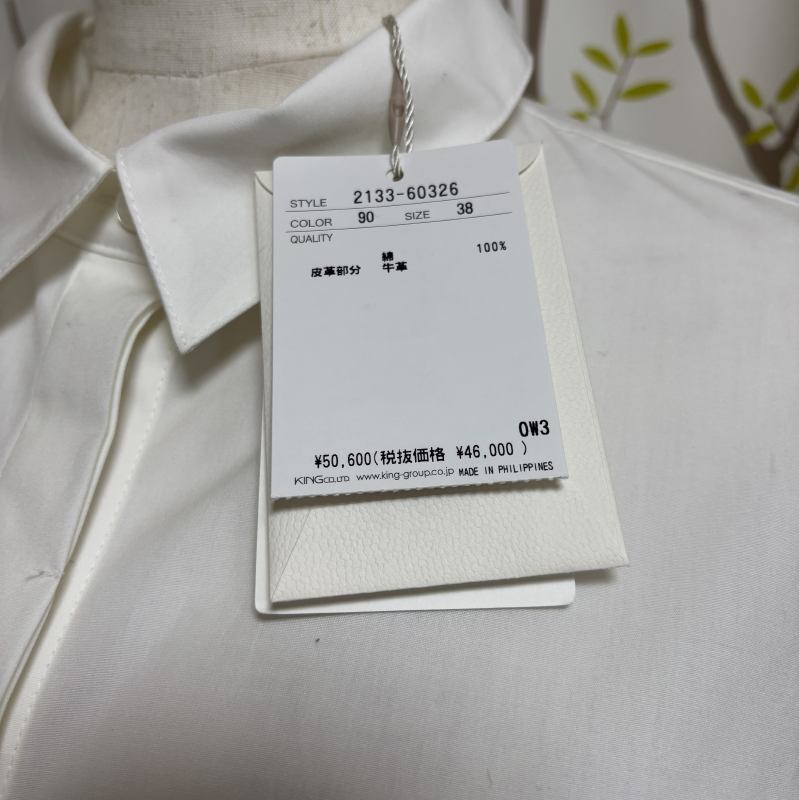 STYLE 2133-60326
COLOR 90 SIZE 38
QUALITY
綿 100%
皮革部分 牛革
OW3
¥50,600(税抜価格 ¥46,000 )
KING CO.,LTD. www.king-group.co.jp MADE IN PHILIPPINES